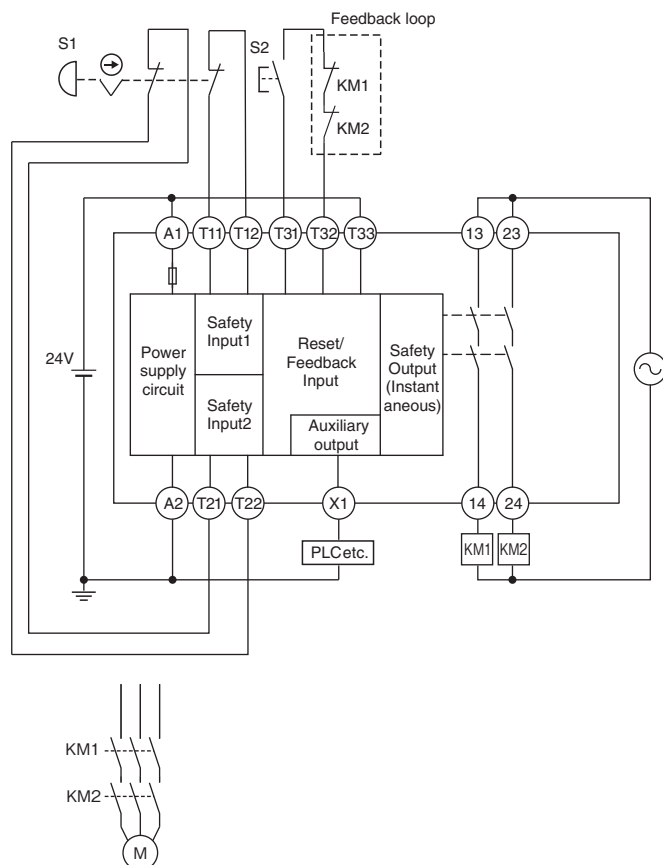 Feedback loop
S1
S2
KM1
KM2
A1
T11
T12
T31
T32
T33
13
23
24V
Power
supply
circuit
Safety
Input1
Safety
Input2
Reset/
Feedback
Input
Auxiliary
output
Safety
Output
(Instant
aneous)
A2
T21
T22
X1
14
24
PLC etc.
KM1
KM2
KM1
KM2
M